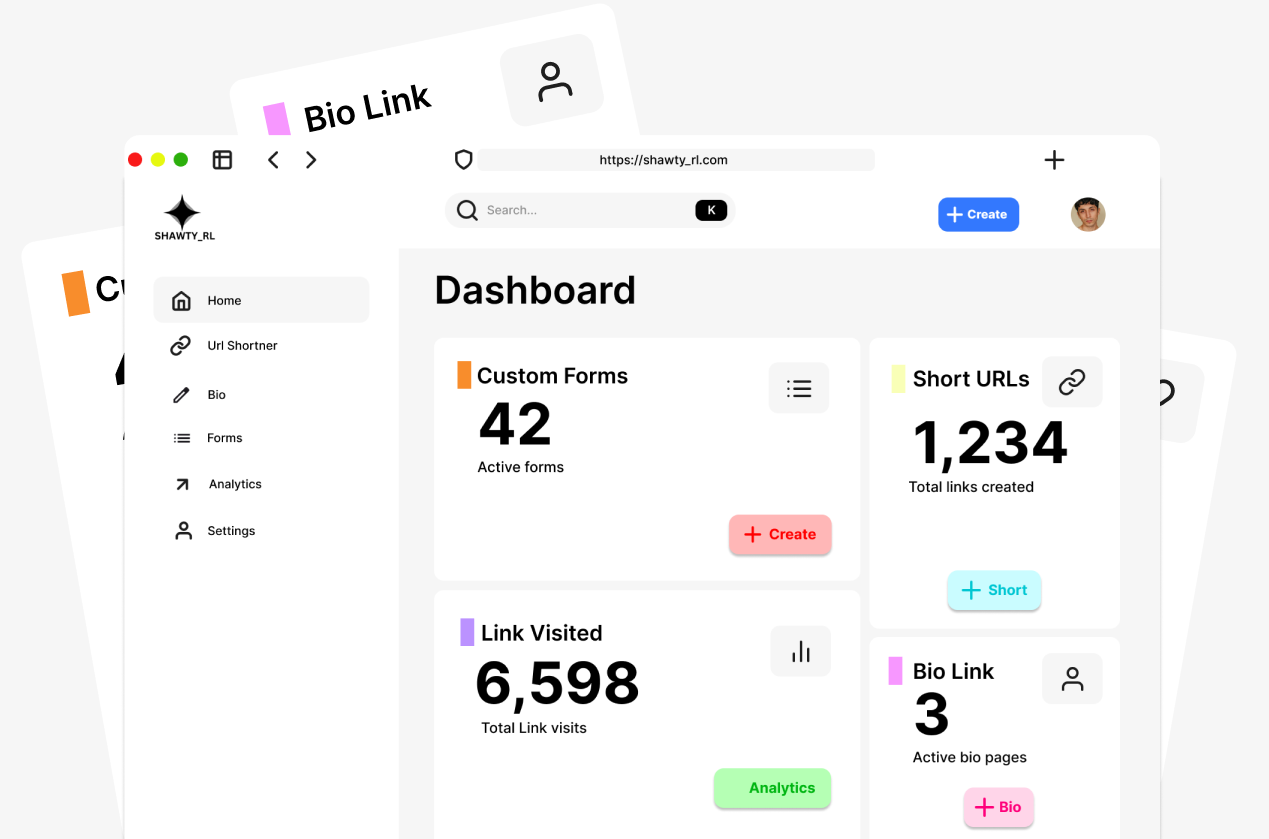 Bio Link
https://shawty_rl.com
Search...
K
Create
SHAWTY_RL
Home
Url Shortner
Bio
Forms
Analytics
Settings
Dashboard
Custom Forms
42
Active forms
Create
Short URLs
1,234
Total links created
Short
Link Visited
6,598
Total Link visits
Analytics
Bio Link
3
Active bio pages
Bio